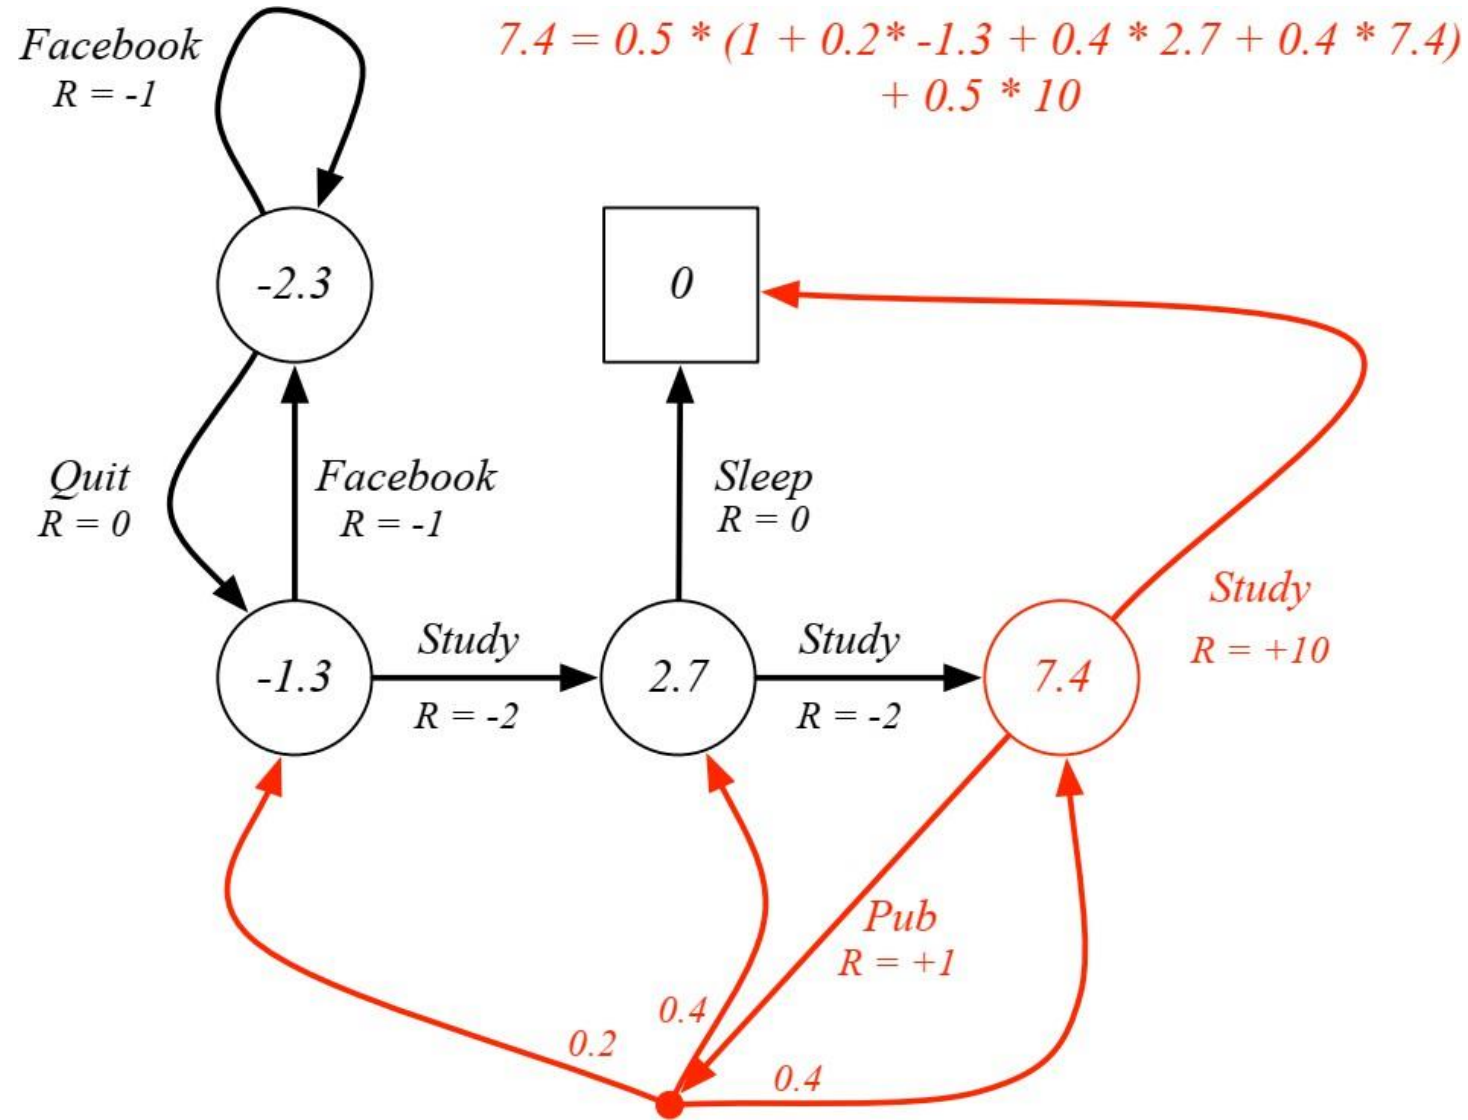 Facebook
R = -1
7.4 = 0.5 * (1 + 0.2* -1.3 + 0.4 * 2.7 + 0.4 * 7.4)
+ 0.5 * 10
-2.3
0
Quit
R = 0
Facebook
R = -1
Sleep
R = 0
Study
R = +10
-1.3
Study
R = -2
2.7
Study
R = -2
7.4
Pub
R = +1
0.2
0.4
0.4